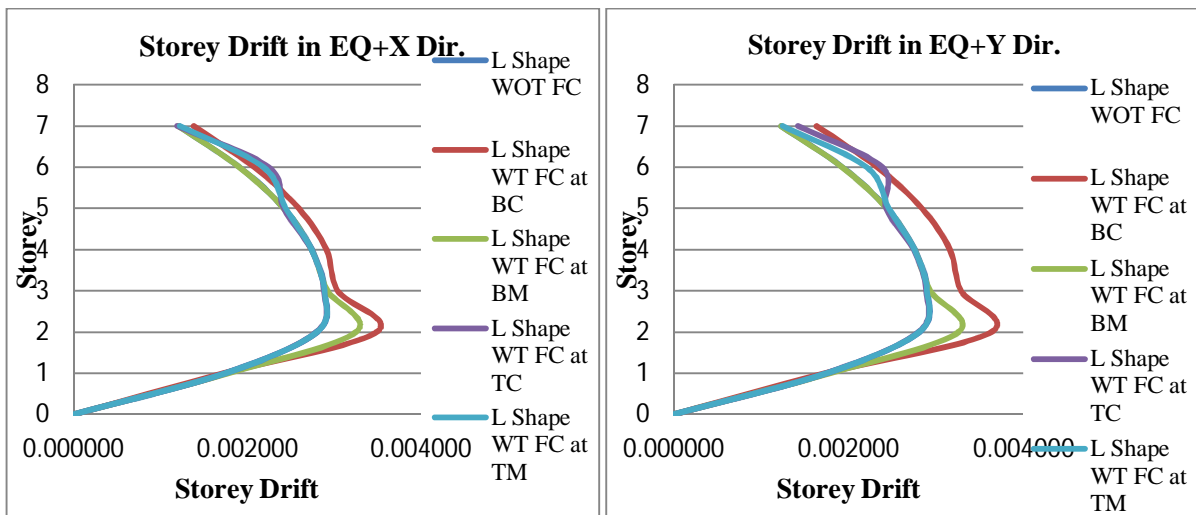 Storey Drift in EQ+X Dir.
8
7
6
5
4
3
2
1
0
Storey
0.000000
0.002000
0.004000
Storey Drift
L Shape
WOT FC
L Shape
WT FC at
BC
L Shape
WT FC at
BM
L Shape
WT FC at
TC
L Shape
WT FC at
TM
Storey Drift in EQ+Y Dir.
8
7
6
5
4
3
2
1
0
Storey
0.000000
0.002000
0.004000
Storey Drift
L Shape
WOT FC
L Shape
WT FC at
BC
L Shape
WT FC at
BM
L Shape
WT FC at
TC
L Shape
WT FC at
TM